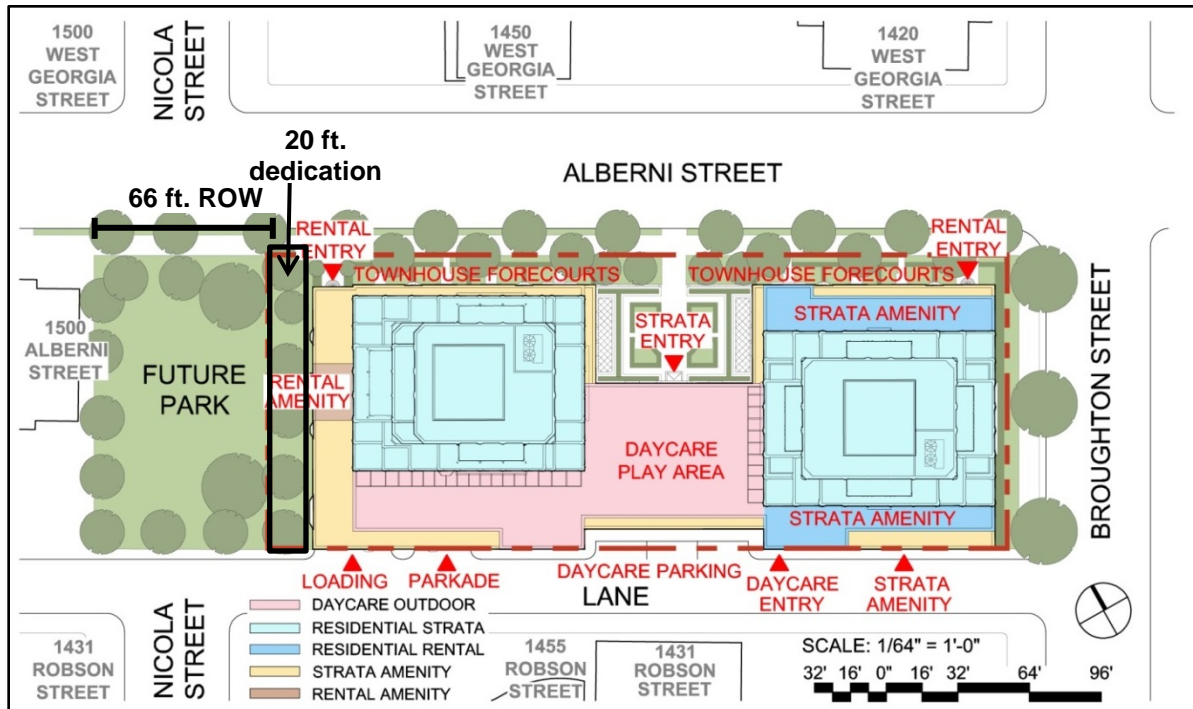 1500
WEST
GEORGIA
STREET
NICOLA
STREET
1450
WEST
GEORGIA
STREET
1420
WEST
GEORGIA
STREET
20 ft.
dedication
66 ft. ROW
ALBERNI STREET
RENTAL
ENTRY
TOWNHOUSE FORECOURTS
TOWNHOUSE FORECOURTS
RENTAL
ENTRY
1500
ALBERNI
STREET
FUTURE
PARK
RENTAL
AMENITY
STRATA
ENTRY
STRATA AMENITY
DAYCARE
PLAY AREA
STRATA AMENITY
BROUGHTON STREET
LOADING
PARKADE
DAYCARE PARKING
DAYCARE
ENTRY
STRATA
AMENITY
LANE
NICOLA
STREET
1431
ROBSON
STREET
DAYCARE OUTDOOR
RESIDENTIAL STRATA
RESIDENTIAL RENTAL
STRATA AMENITY
RENTAL AMENITY
1455
ROBSON
STREET
1431
ROBSON
STREET
SCALE: 1/64" = 1'-0"
32' 16' 0" 32' 64' 96'